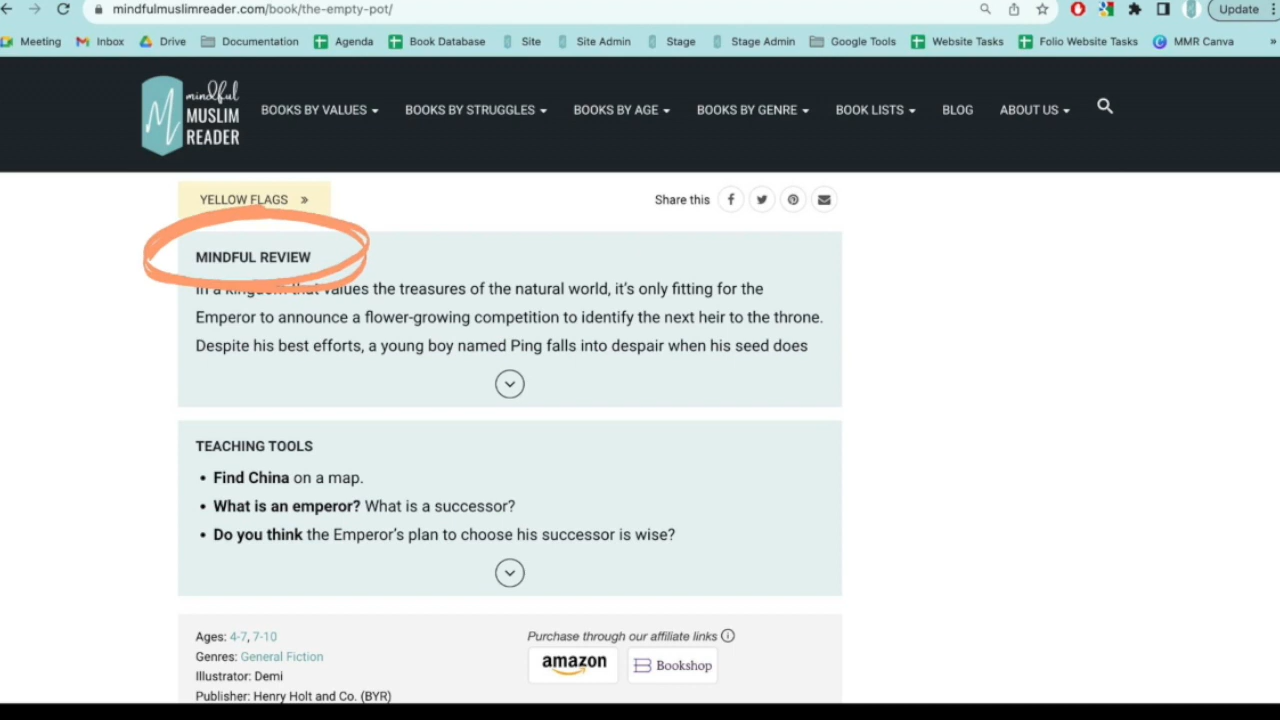 mindfulmuslimreader.com/book/the-empty-pot/
Update
Meeting Inbox Drive Documentation Agenda Book Database Site Site Admin Stage Stage Admin Google Tools Website Tasks Folio Website Tasks MMR Canva »
mindful
MUSLIM
READER
BOOKS BY VALUES BOOKS BY STRUGGLES BOOKS BY AGE BOOKS BY GENRE BOOK LISTS BLOG ABOUT US
YELLOW FLAGS »
Share this
MINDFUL REVIEW
In a kingdom that values the treasures of the natural world, it's only fitting for the
Emperor to announce a flower-growing competition to identify the next heir to the throne.
Despite his best efforts, a young boy named Ping falls into despair when his seed does
TEACHING TOOLS
• Find China on a map.
• What is an emperor? What is a successor?
• Do you think the Emperor's plan to choose his successor is wise?
Ages: 4-7, 7-10
Genres: General Fiction
Illustrator: Demi
Publisher: Henry Holt and Co. (BYR)
Purchase through our affiliate links
amazon
Bookshop